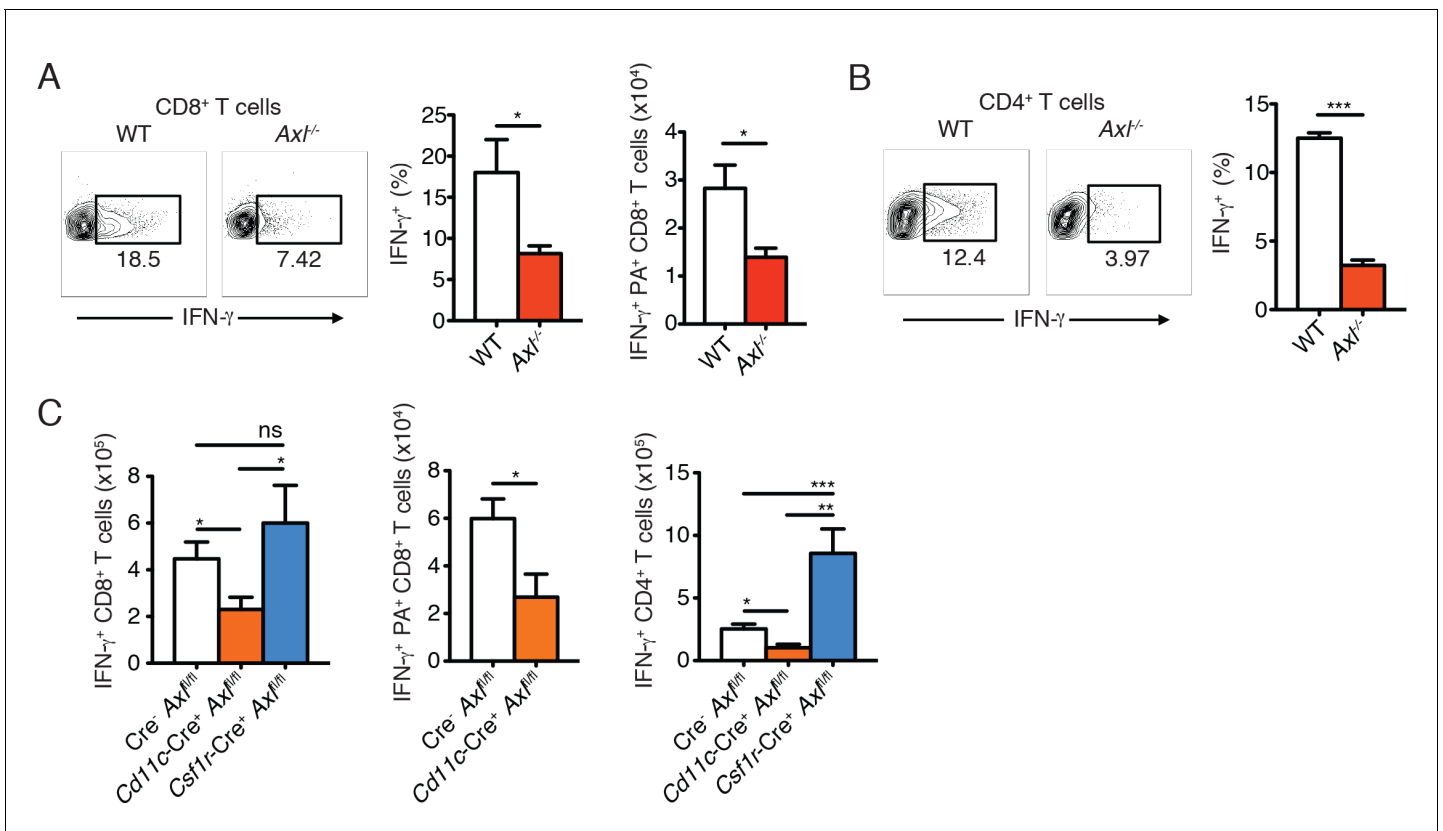 A
CD8⁺ T cells
WT
Axl⁻/⁻
18.5
7.42
IFN-γ
IFN-γ⁺ (%)
25
20
15
10
5
0
*
WT
Axl⁻/⁻
IFN-γ⁺ PA⁺ CD8⁺ T cells (x10⁴)
4
3
2
1
0
*
WT
Axl⁻/⁻
B
CD4⁺ T cells
WT
Axl⁻/⁻
12.4
3.97
IFN-γ
IFN-γ⁺ (%)
15
10
5
0
***
WT
Axl⁻/⁻
C
IFN-γ⁺ CD8⁺ T cells (x10⁵)
8
6
4
2
0
ns
*
*
Cre⁻ Axlfl/fl
Cd11c-Cre⁺ Axlfl/fl
Csf1r-Cre⁺ Axlfl/fl
IFN-γ⁺ PA⁺ CD8⁺ T cells (x10⁴)
8
6
4
2
0
*
Cre⁻ Axlfl/fl
Cd11c-Cre⁺ Axlfl/fl
IFN-γ⁺ CD4⁺ T cells (x10⁵)
15
10
5
0
***
**
*
Cre⁻ Axlfl/fl
Cd11c-Cre⁺ Axlfl/fl
Csf1r-Cre⁺ Axlfl/fl